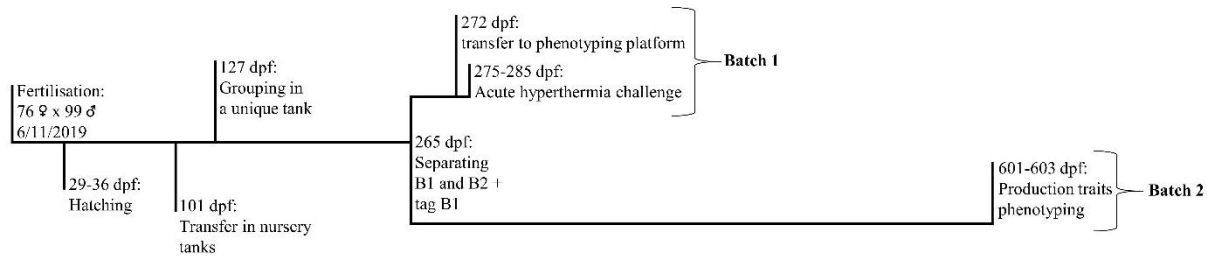 Fertilisation:
76 ♀ x 99 ♂
6/11/2019
29-36 dpf:
Hatching
101 dpf:
Transfer in nursery
tanks
127 dpf:
Grouping in
a unique tank
265 dpf:
Separating
B1 and B2 +
tag B1
272 dpf:
transfer to phenotyping platform
275-285 dpf:
Acute hyperthermia challenge
Batch 1
601-603 dpf:
Production traits
phenotyping
Batch 2